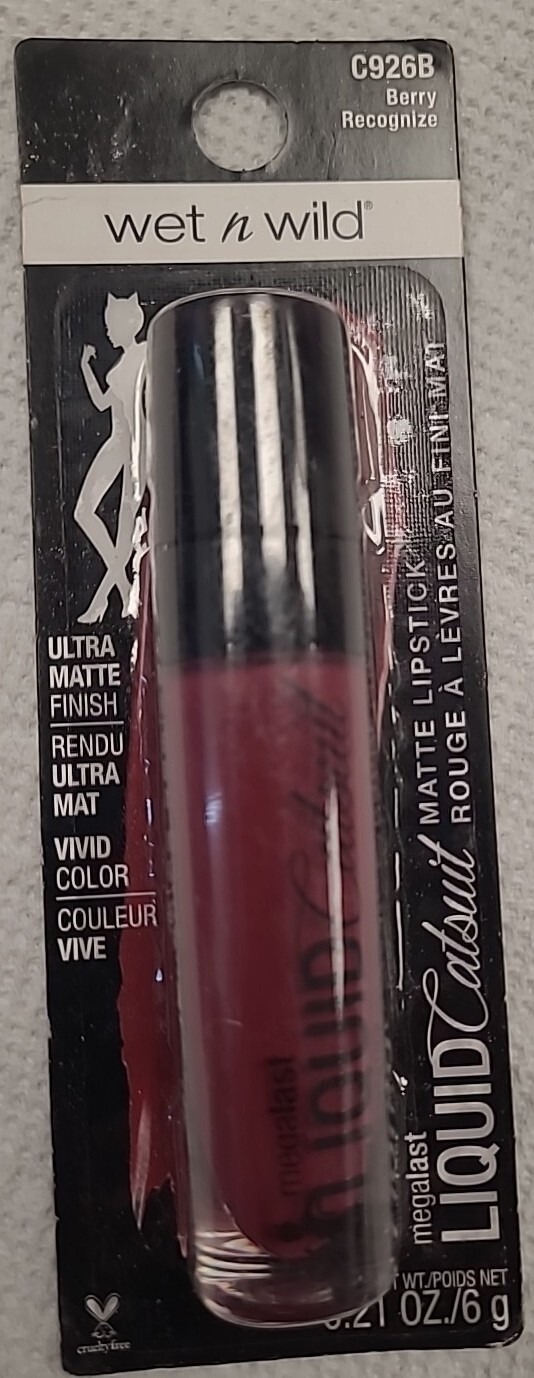 C926B
Berry
Recognize
wet n wild®
ULTRA
MATTE
FINISH
RENDU
ULTRA
MAT
VIVID
COLOR
COULEUR
VIVE
megalast
LIQUID Catsuit MATTE LIPSTICK
ROUGE À LÈVRES AU FINI MAT
megalast
LIQUID Catsuit
WT./POIDS NET
0.21 OZ./6 g
crueltyfree